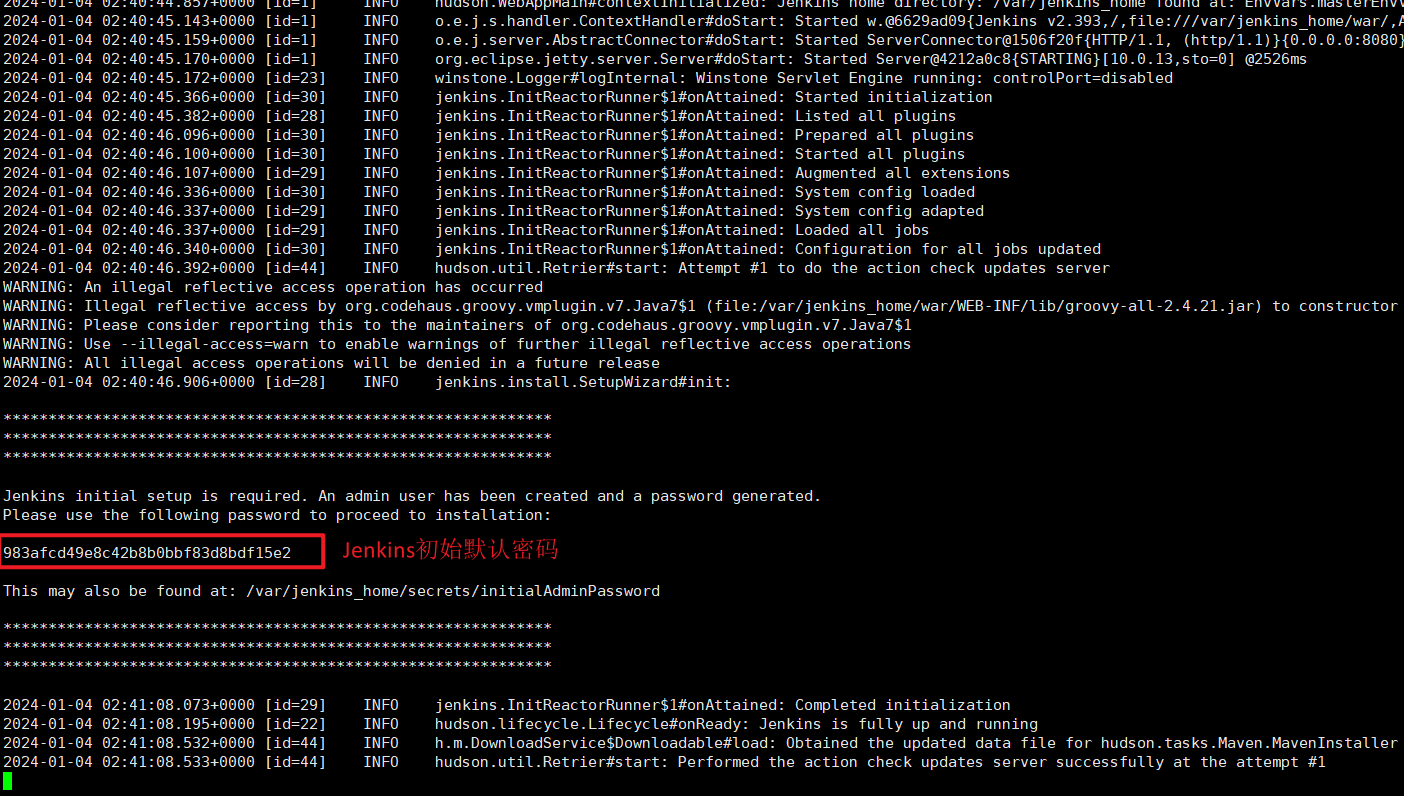 2024-01-04 02:40:44.857+0000 [id=1] INFO hudson.WebAppMain#contextInitialized: Jenkins home directory: /var/jenkins_home found at: EnvVars.masterEnvV
2024-01-04 02:40:45.143+0000 [id=1] INFO o.e.j.s.handler.ContextHandler#doStart: Started w.@6629ad09{Jenkins v2.393,/,file:///var/jenkins_home/war/,A
2024-01-04 02:40:45.159+0000 [id=1] INFO o.e.j.server.AbstractConnector#doStart: Started ServerConnector@1506f20f{HTTP/1.1, (http/1.1)}{0.0.0.0:8080}
2024-01-04 02:40:45.170+0000 [id=1] INFO org.eclipse.jetty.server.Server#doStart: Started Server@4212a0c8{STARTING}[10.0.13,sto=0] @2526ms
2024-01-04 02:40:45.172+0000 [id=23] INFO winstone.Logger#logInternal: Winstone Servlet Engine running: controlPort=disabled
2024-01-04 02:40:45.366+0000 [id=30] INFO jenkins.InitReactorRunner$1#onAttained: Started initialization
2024-01-04 02:40:45.382+0000 [id=28] INFO jenkins.InitReactorRunner$1#onAttained: Listed all plugins
2024-01-04 02:40:46.096+0000 [id=30] INFO jenkins.InitReactorRunner$1#onAttained: Prepared all plugins
2024-01-04 02:40:46.100+0000 [id=30] INFO jenkins.InitReactorRunner$1#onAttained: Started all plugins
2024-01-04 02:40:46.107+0000 [id=29] INFO jenkins.InitReactorRunner$1#onAttained: Augmented all extensions
2024-01-04 02:40:46.336+0000 [id=30] INFO jenkins.InitReactorRunner$1#onAttained: System config loaded
2024-01-04 02:40:46.337+0000 [id=29] INFO jenkins.InitReactorRunner$1#onAttained: System config adapted
2024-01-04 02:40:46.337+0000 [id=29] INFO jenkins.InitReactorRunner$1#onAttained: Loaded all jobs
2024-01-04 02:40:46.340+0000 [id=30] INFO jenkins.InitReactorRunner$1#onAttained: Configuration for all jobs updated
2024-01-04 02:40:46.392+0000 [id=44] INFO hudson.util.Retrier#start: Attempt #1 to do the action check updates server
WARNING: An illegal reflective access operation has occurred
WARNING: Illegal reflective access by org.codehaus.groovy.vmplugin.v7.Java7$1 (file:/var/jenkins_home/war/WEB-INF/lib/groovy-all-2.4.21.jar) to constructor
WARNING: Please consider reporting this to the maintainers of org.codehaus.groovy.vmplugin.v7.Java7$1
WARNING: Use --illegal-access=warn to enable warnings of further illegal reflective access operations
WARNING: All illegal access operations will be denied in a future release
2024-01-04 02:40:46.906+0000 [id=28] INFO jenkins.install.SetupWizard#init:
*************************************************************
*************************************************************
*************************************************************
Jenkins initial setup is required. An admin user has been created and a password generated.
Please use the following password to proceed to installation:
983afcd49e8c42b8b0bbf83d8bdf15e2 Jenkins初始默认密码
This may also be found at: /var/jenkins_home/secrets/initialAdminPassword
*************************************************************
*************************************************************
*************************************************************
2024-01-04 02:41:08.073+0000 [id=29] INFO jenkins.InitReactorRunner$1#onAttained: Completed initialization
2024-01-04 02:41:08.195+0000 [id=22] INFO hudson.lifecycle.Lifecycle#onReady: Jenkins is fully up and running
2024-01-04 02:41:08.532+0000 [id=44] INFO h.m.DownloadService$Downloadable#load: Obtained the updated data file for hudson.tasks.Maven.MavenInstaller
2024-01-04 02:41:08.533+0000 [id=44] INFO hudson.util.Retrier#start: Performed the action check updates server successfully at the attempt #1